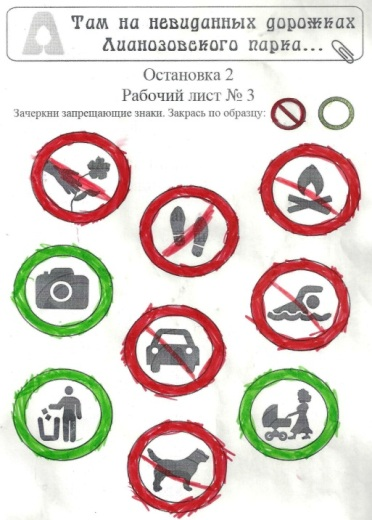 Там на невиданных дорожках
Лианозовского парка...
Остановка 2
Рабочий лист № 3
Зачеркни запрещающие знаки. Закрась по образцу: